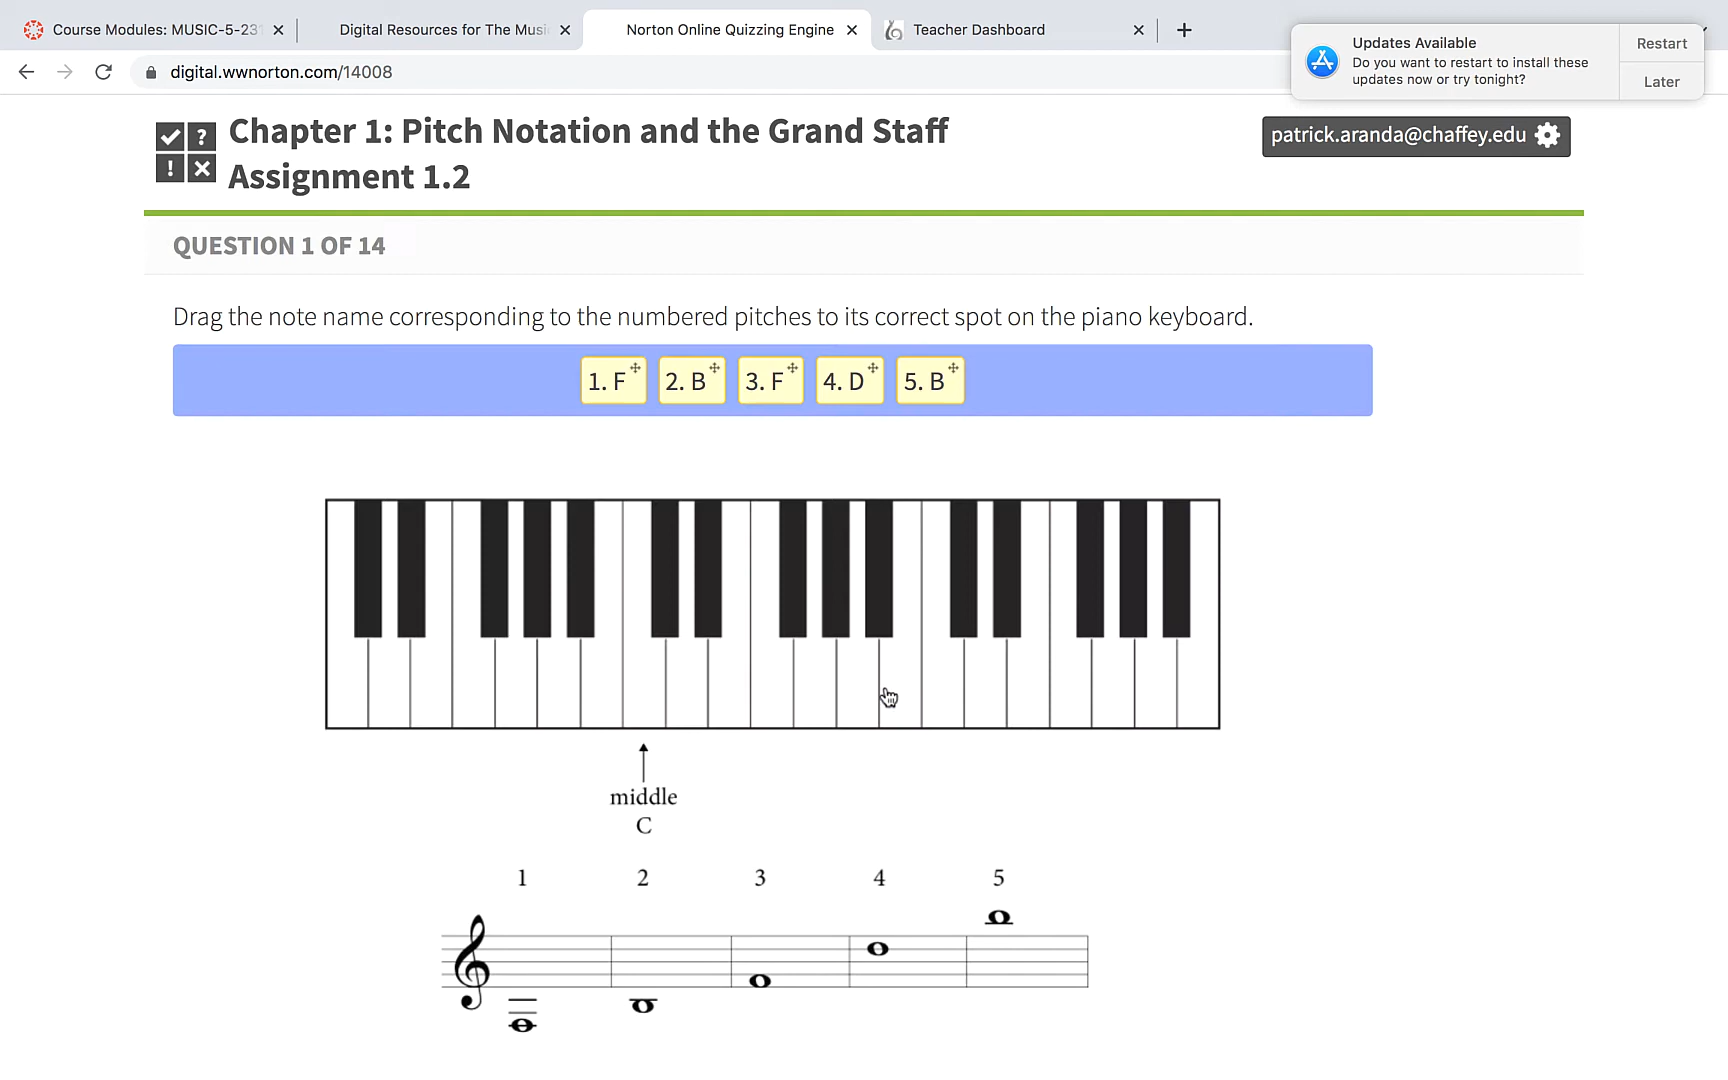 Course Modules: MUSIC-5-23
Digital Resources for The Musi
Norton Online Quizzing Engine
Teacher Dashboard
digital.wwnorton.com/14008
Updates Available
Do you want to restart to install these
updates now or try tonight?
Restart
Later
Chapter 1: Pitch Notation and the Grand Staff
Assignment 1.2
patrick.aranda@chaffey.edu
QUESTION 1 OF 14
Drag the note name corresponding to the numbered pitches to its correct spot on the piano keyboard.
1. F 2. B 3. F 4. D 5. B
middle
C
1 2 3 4 5